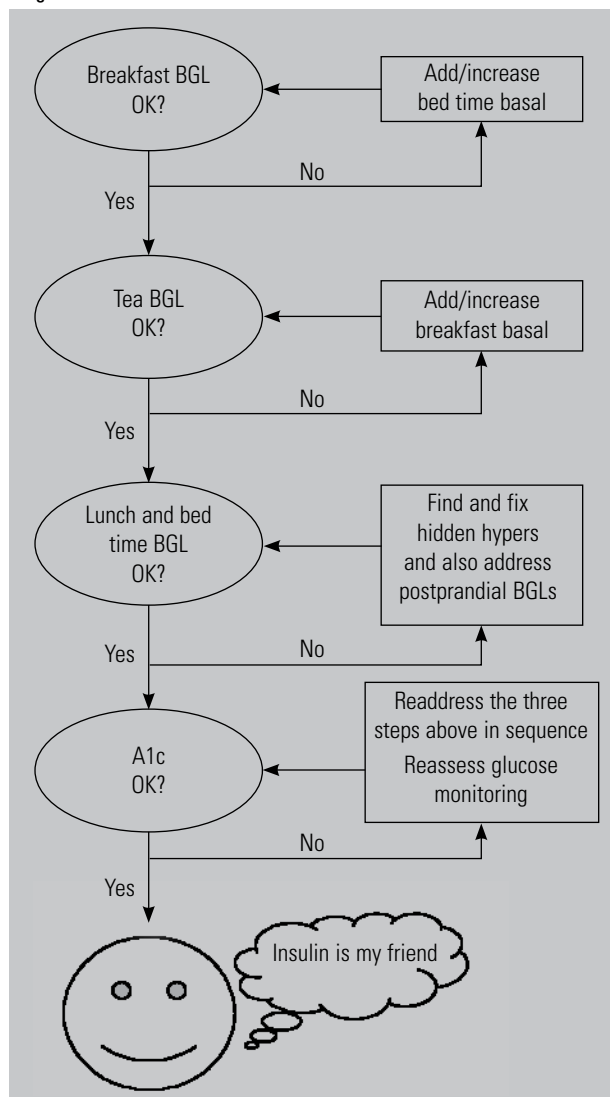 Breakfast BGL
OK?
Add/increase
bed time basal
No
Yes
Tea BGL
OK?
Add/increase
breakfast basal
No
Yes
Lunch and bed
time BGL
OK?
Find and fix
hidden hypers
and also address
postprandial BGLs
No
Yes
A1c
OK?
Readdress the three
steps above in sequence
Reassess glucose
monitoring
No
Yes
Insulin is my friend